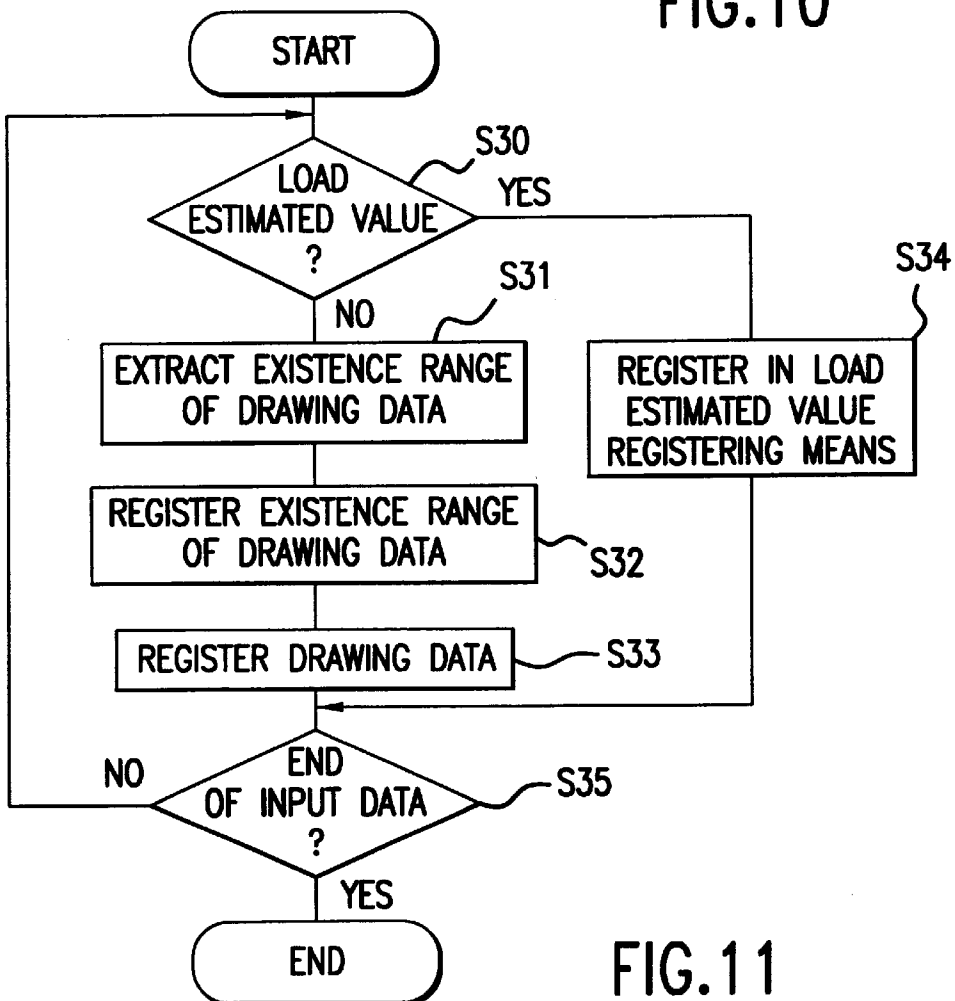 FIG.10
START
S30
LOAD
ESTIMATED VALUE
?
YES
NO
S31
S34
EXTRACT EXISTENCE RANGE
OF DRAWING DATA
REGISTER IN LOAD
ESTIMATED VALUE
REGISTERING MEANS
REGISTER EXISTENCE RANGE
OF DRAWING DATA
S32
REGISTER DRAWING DATA
S33
NO
END
OF INPUT DATA
?
S35
YES
END
FIG.11